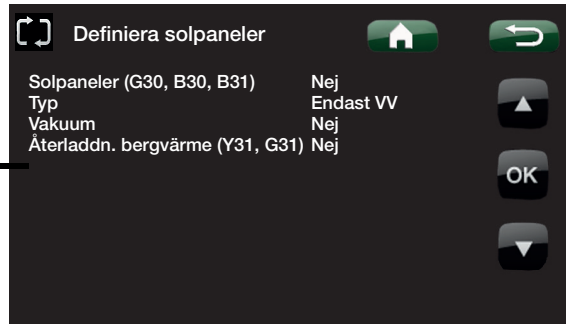 Definiera solpaneler
Solpaneler (G30, B30, B31) Nej
Typ Endast VV
Vakuum Nej
Återladdn. bergvärme (Y31, G31) Nej
OK